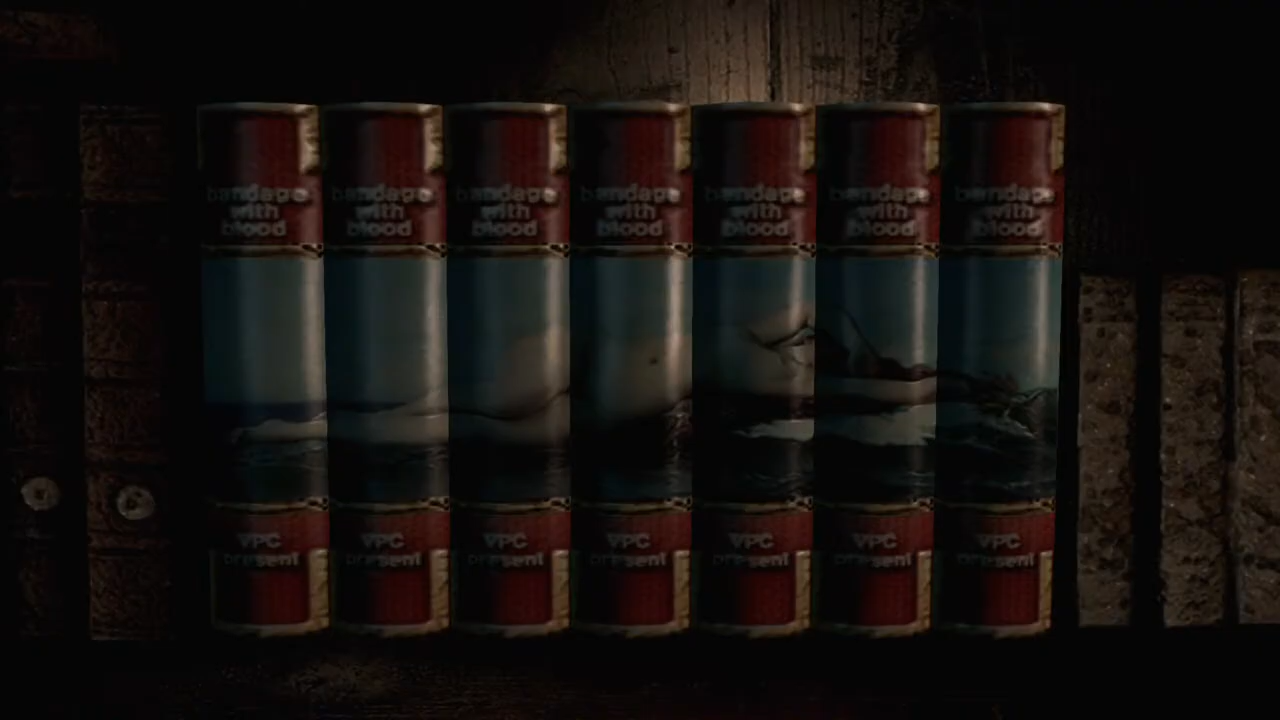 bandage bandage bandage bandage bandage bandage bandage
with with with with with with with
blood blood blood blood blood blood blood
VPC VPC VPC VPC VPC VPC VPC
present present present present present present present